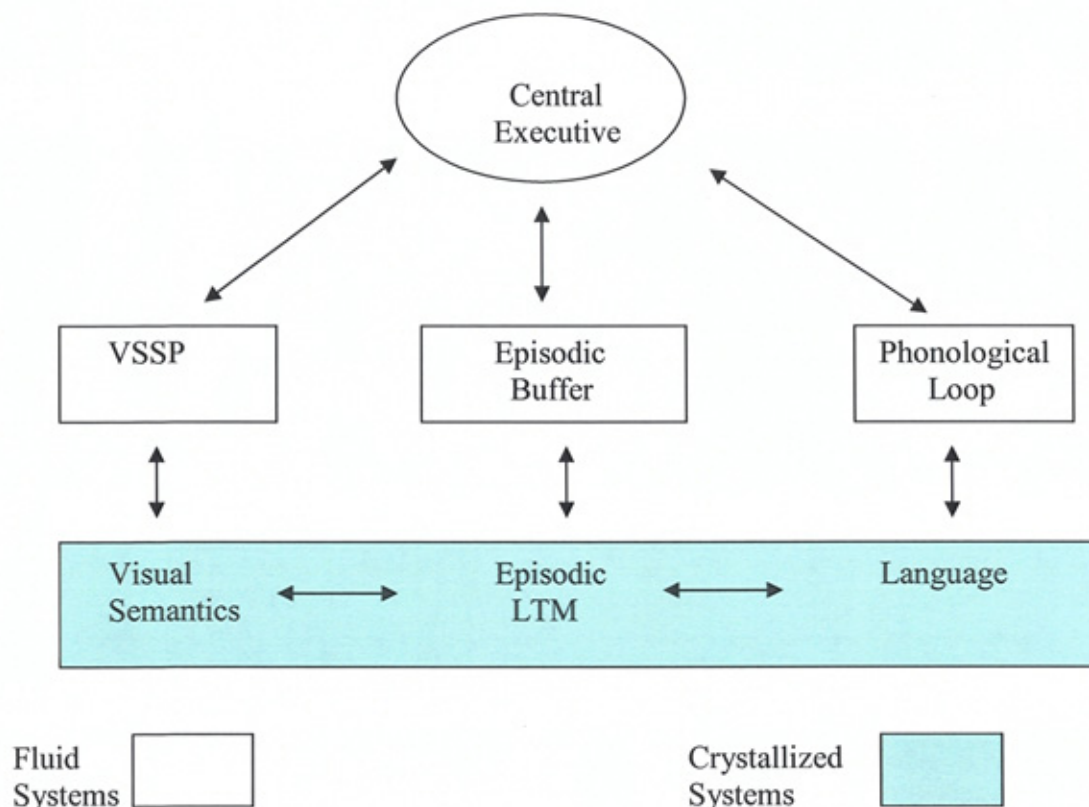 Central
Executive
VSSP
Episodic
Buffer
Phonological
Loop
Visual
Semantics
Episodic
LTM
Language
Fluid
Systems
Crystallized
Systems